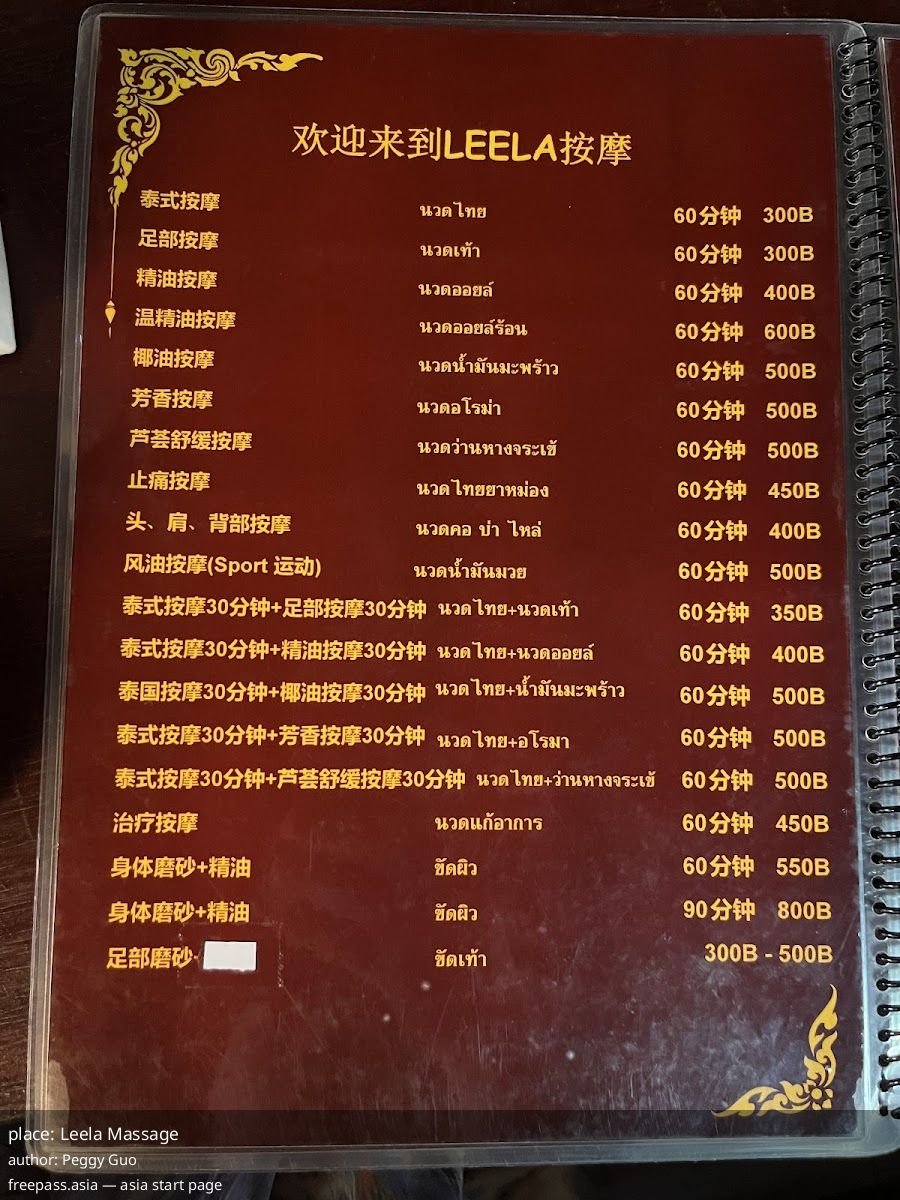 欢迎来到LEELA按摩
泰式按摩 นวดไทย 60分钟 300B
足部按摩 นวดเท้า 60分钟 300B
精油按摩 นวดออยล์ 60分钟 400B
温精油按摩 นวดออยล์ร้อน 60分钟 600B
椰油按摩 นวดน้ำมันมะพร้าว 60分钟 500B
芳香按摩 นวดอโรม่า 60分钟 500B
芦荟舒缓按摩 นวดว่านหางจระเข้ 60分钟 500B
止痛按摩 นวดไทยยาหม่อง 60分钟 450B
头、肩、背部按摩 นวดคอ บ่า ไหล่ 60分钟 400B
风油按摩(Sport 运动) นวดน้ำมันมวย 60分钟 500B
泰式按摩30分钟+足部按摩30分钟 นวดไทย+นวดเท้า 60分钟 350B
泰式按摩30分钟+精油按摩30分钟 นวดไทย+นวดออยล์ 60分钟 400B
泰国按摩30分钟+椰油按摩30分钟 นวดไทย+น้ำมันมะพร้าว 60分钟 500B
泰式按摩30分钟+芳香按摩30分钟 นวดไทย+อโรมา 60分钟 500B
泰式按摩30分钟+芦荟舒缓按摩30分钟 นวดไทย+ว่านหางจระเข้ 60分钟 500B
治疗按摩 นวดแก้อาการ 60分钟 450B
身体磨砂+精油 ขัดผิว 60分钟 550B
身体磨砂+精油 ขัดผิว 90分钟 800B
足部磨砂- ขัดเท้า 300B - 500B
place: Leela Massage
author: Peggy Guo
freepass.asia — asia start page